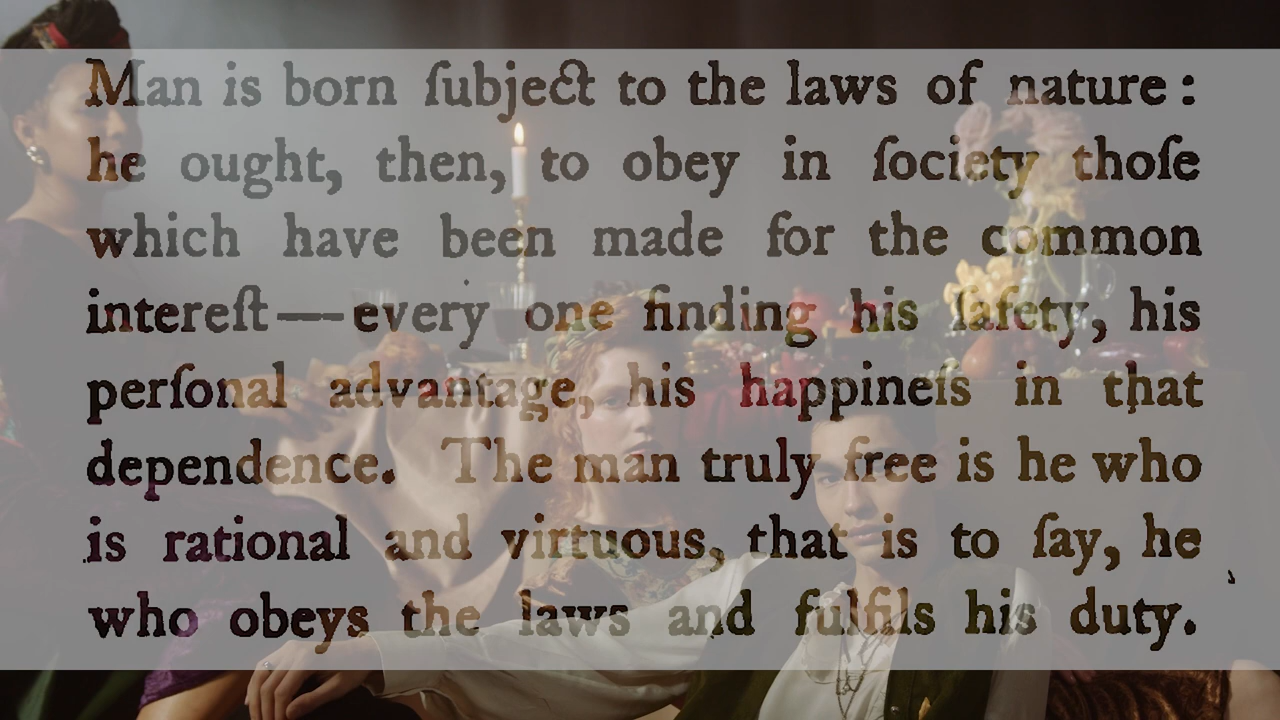 Man is born ſubject to the laws of nature:
he ought, then, to obey in ſociety thoſe
which have been made for the common
intereſt—every one finding his ſafety, his
perſonal advantage, his happineſs in that
dependence. The man truly free is he who
is rational and virtuous, that is to ſay, he
who obeys the laws and fulfils his duty.